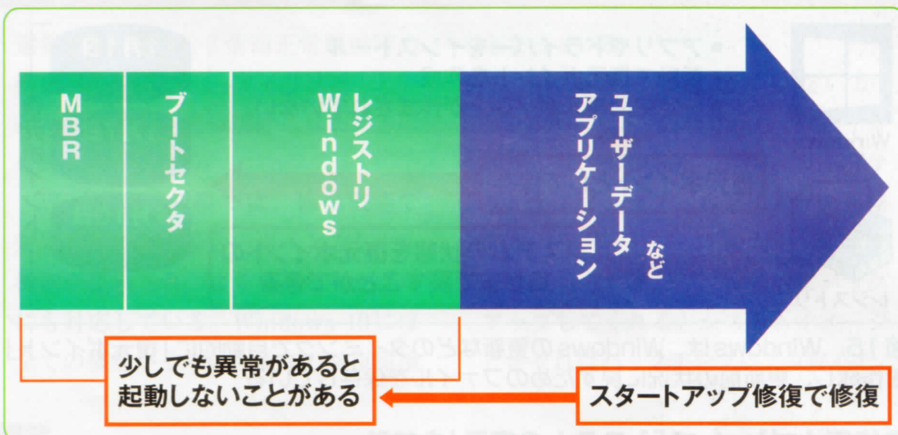 MBR
ブートセクタ
レジストリ
Windows
ユーザーデータ
アプリケーション
など
少しでも異常があると
起動しないことがある
スタートアップ修復で修復